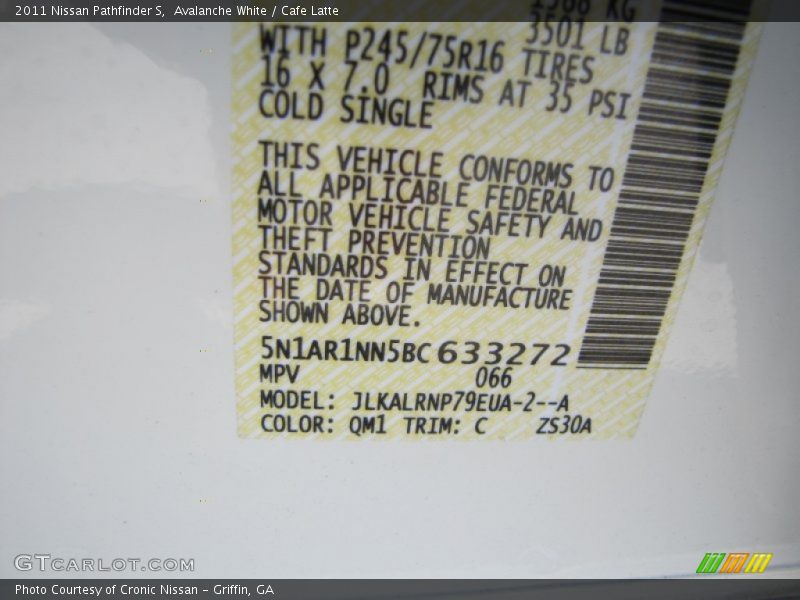 2011 Nissan Pathfinder S, Avalanche White / Cafe Latte
KG
3501 LB
WITH P245/75R16 TIRES
16 X 7.0 RIMS AT 35 PSI
COLD SINGLE
THIS VEHICLE CONFORMS TO
ALL APPLICABLE FEDERAL
MOTOR VEHICLE SAFETY AND
THEFT PREVENTION
STANDARDS IN EFFECT ON
THE DATE OF MANUFACTURE
SHOWN ABOVE.
5N1AR1NN5BC633272
MPV 066
MODEL: JLKALRNP79EUA-2--A
COLOR: QM1 TRIM: C ZS30A
GTCARLOT.COM
Photo Courtesy of Cronic Nissan - Griffin, GA